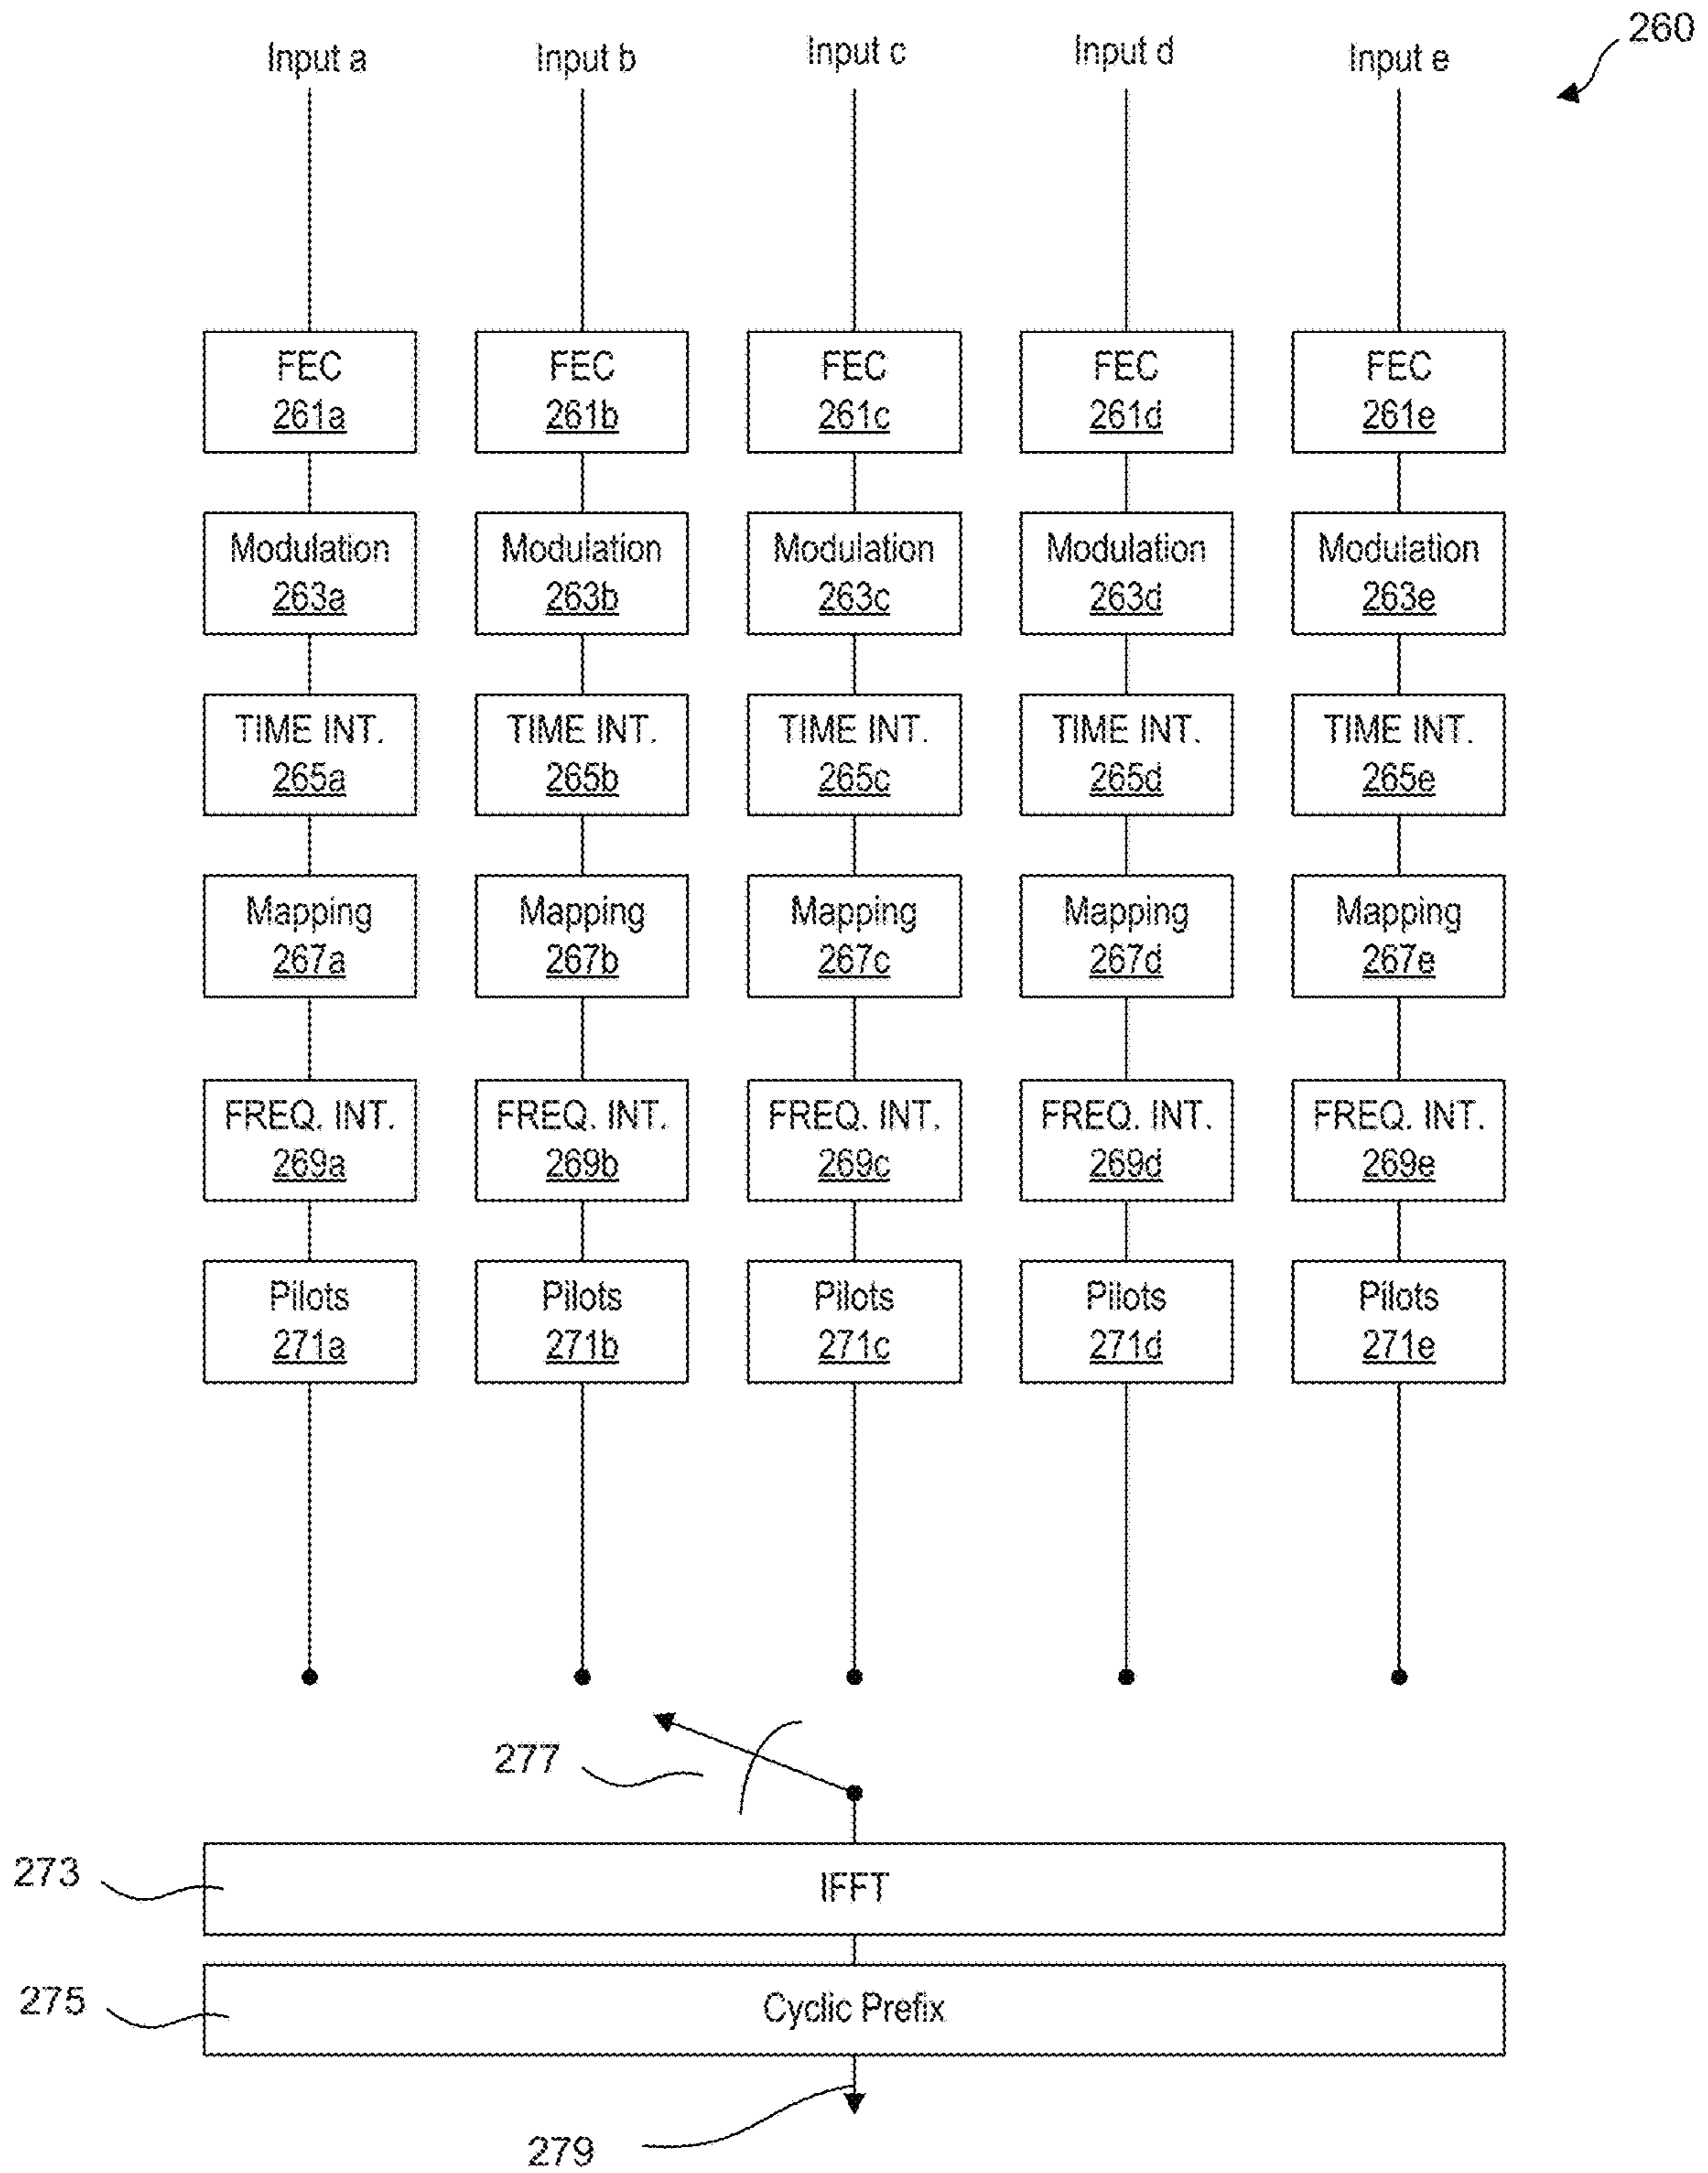 260
Input a Input b Input c Input d Input e
FEC FEC FEC FEC FEC
261a 261b 261c 261d 261e
Modulation Modulation Modulation Modulation Modulation
263a 263b 263c 263d 263e
TIME INT. TIME INT. TIME INT. TIME INT. TIME INT.
265a 265b 265c 265d 265e
Mapping Mapping Mapping Mapping Mapping
267a 267b 267c 267d 267e
FREQ. INT. FREQ. INT. FREQ. INT. FREQ. INT. FREQ. INT.
269a 269b 269c 269d 269e
Pilots Pilots Pilots Pilots Pilots
271a 271b 271c 271d 271e
277
273
IFFT
275
Cyclic Prefix
279